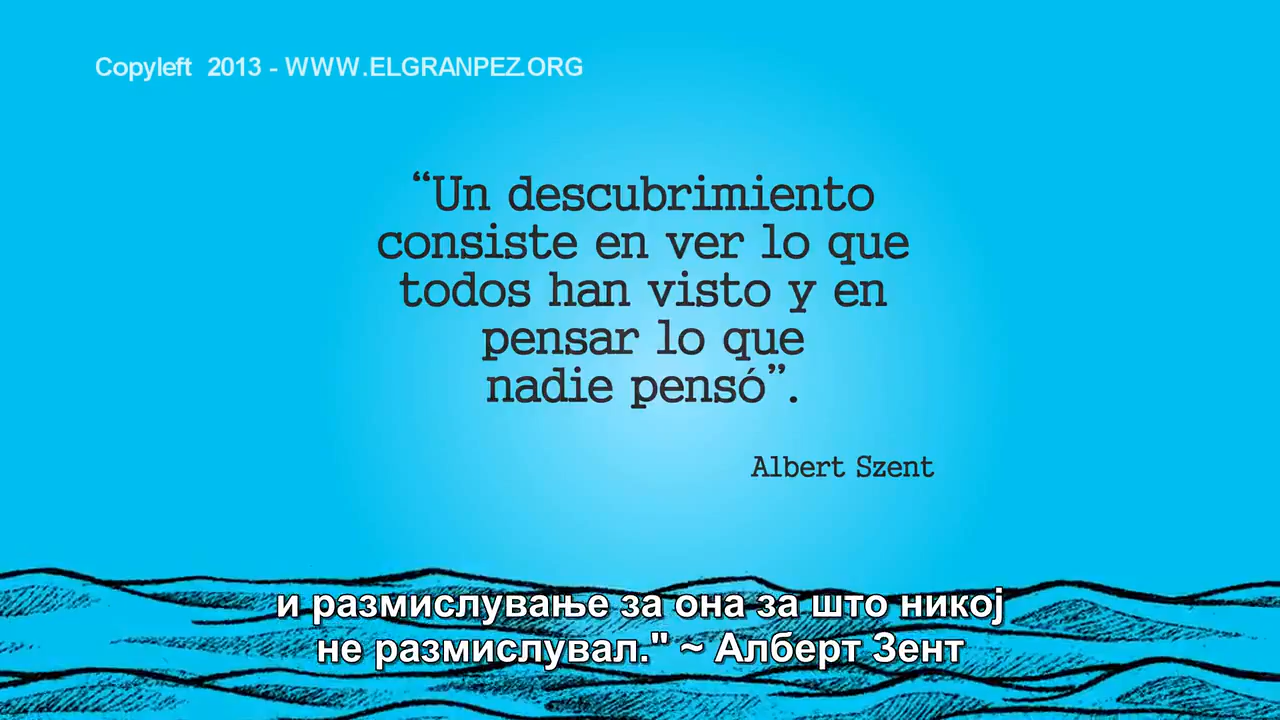 Copyleft 2013 - WWW.ELGRANPEZ.ORG
“Un descubrimiento
consiste en ver lo que
todos han visto y en
pensar lo que
nadie pensó”.
Albert Szent
и размислување за она за што никој
не размислувал." ~ Алберт Зент